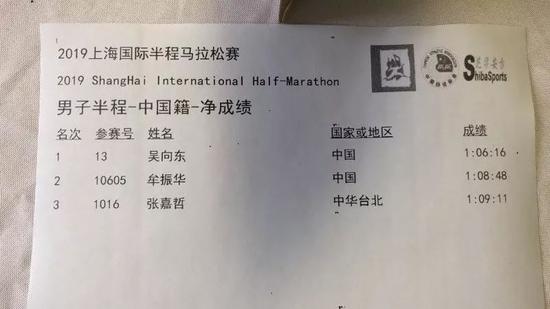 2019上海国际半程马拉松赛
2019 ShangHai International Half-Marathon
ShibaSports
男子半程-中国籍-净成绩
名次 参赛号 姓名 国家或地区 成绩
1 13 吴向东 中国 1:06:16
2 10605 牟振华 中国 1:08:48
3 1016 张嘉哲 中华台北 1:09:11